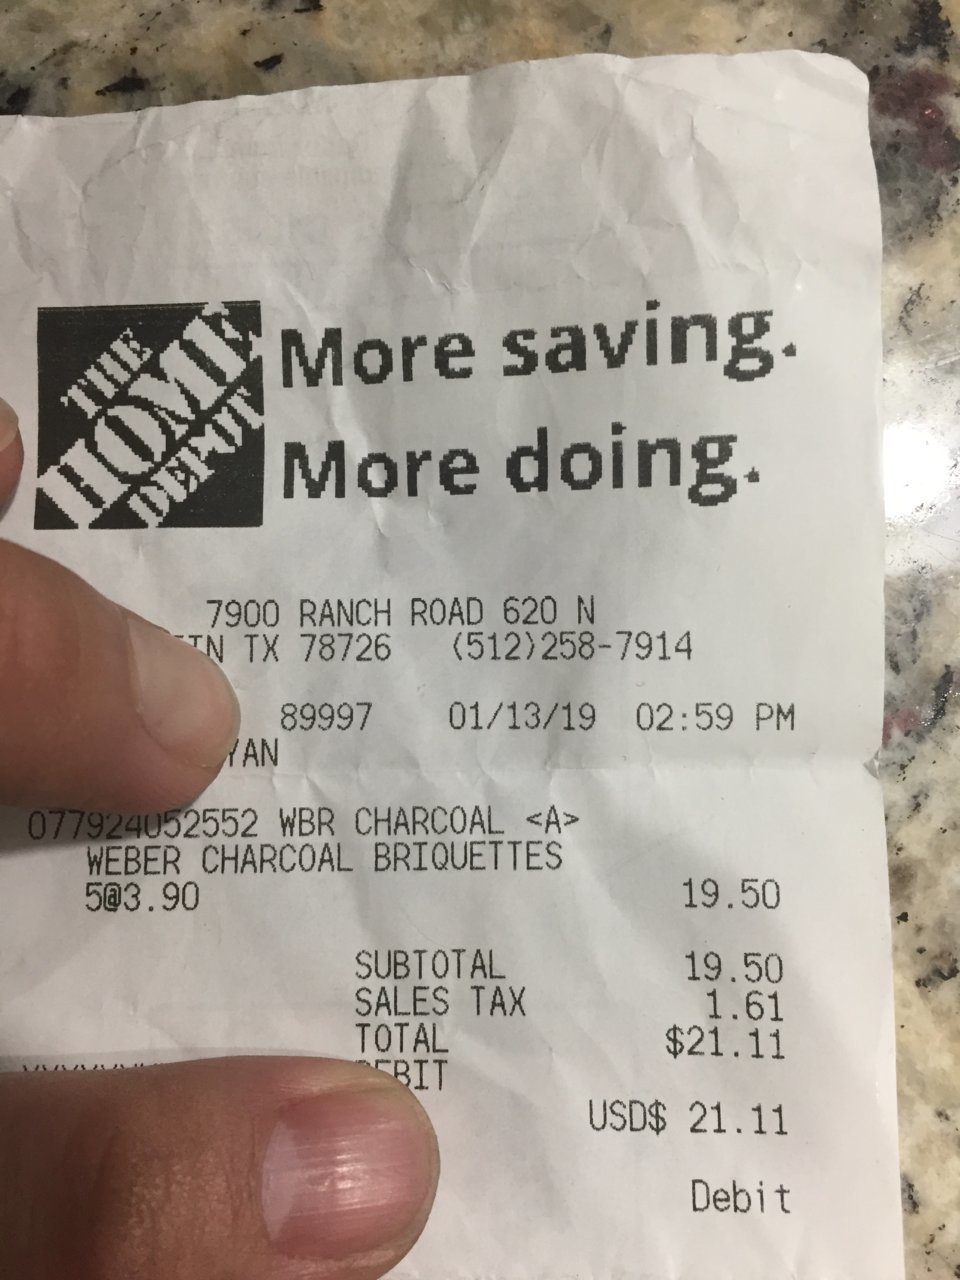 THE
HOME
DEPOT
More saving.
More doing.
7900 RANCH ROAD 620 N
TX 78726 (512)258-7914
89997 01/13/19 02:59 PM
077924052552 WBR CHARCOAL <A>
WEBER CHARCOAL BRIQUETTES
5@3.90 19.50
SUBTOTAL 19.50
SALES TAX 1.61
TOTAL $21.11
DEBIT
USD$ 21.11
Debit